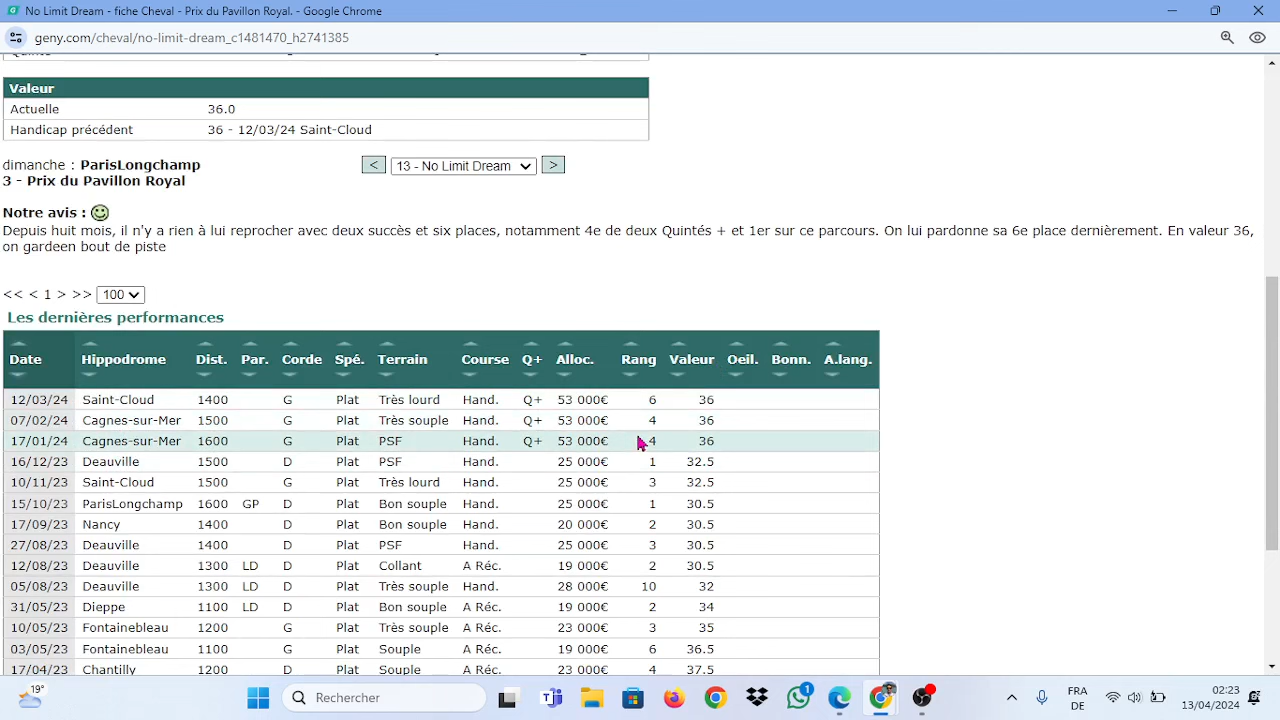 No Limit Dream - fiche Cheval - Prix du Pavillon Royal. - Google Chrome
geny.com/cheval/no-limit-dream_c1481470_h2741385
Valeur
Actuelle 36.0
Handicap précédent 36 - 12/03/24 Saint-Cloud
dimanche : ParisLongchamp < 13 - No Limit Dream >
3 - Prix du Pavillon Royal
Notre avis :
Depuis huit mois, il n'y a rien à lui reprocher avec deux succès et six places, notamment 4e de deux Quintés + et 1er sur ce parcours. On lui pardonne sa 6e place dernièrement. En valeur 36,
on gardeen bout de piste
<< < 1 > >> 100
Les dernières performances
Date Hippodrome Dist. Par. Corde Spé. Terrain Course Q+ Alloc. Rang Valeur Oeil. Bonn. A.lang.
12/03/24 Saint-Cloud 1400 G Plat Très lourd Hand. Q+ 53 000€ 6 36
07/02/24 Cagnes-sur-Mer 1500 G Plat Très souple Hand. Q+ 53 000€ 4 36
17/01/24 Cagnes-sur-Mer 1600 G Plat PSF Hand. Q+ 53 000€ 4 36
16/12/23 Deauville 1500 D Plat PSF Hand. 25 000€ 1 32.5
10/11/23 Saint-Cloud 1500 G Plat Très lourd Hand. 25 000€ 3 32.5
15/10/23 ParisLongchamp 1600 GP D Plat Bon souple Hand. 25 000€ 1 30.5
17/09/23 Nancy 1400 D Plat Bon souple Hand. 20 000€ 2 30.5
27/08/23 Deauville 1400 D Plat PSF Hand. 25 000€ 3 30.5
12/08/23 Deauville 1300 LD D Plat Collant A Réc. 19 000€ 2 30.5
05/08/23 Deauville 1300 LD D Plat Très souple Hand. 28 000€ 10 32
31/05/23 Dieppe 1100 LD D Plat Bon souple A Réc. 19 000€ 2 34
10/05/23 Fontainebleau 1200 G Plat Très souple A Réc. 23 000€ 3 35
03/05/23 Fontainebleau 1100 G Plat Souple A Réc. 19 000€ 6 36.5
17/04/23 Chantilly 1200 D Plat Souple A Réc. 23 000€ 4 37.5
19° Rechercher 1 FRA 02:23
DE 13/04/2024